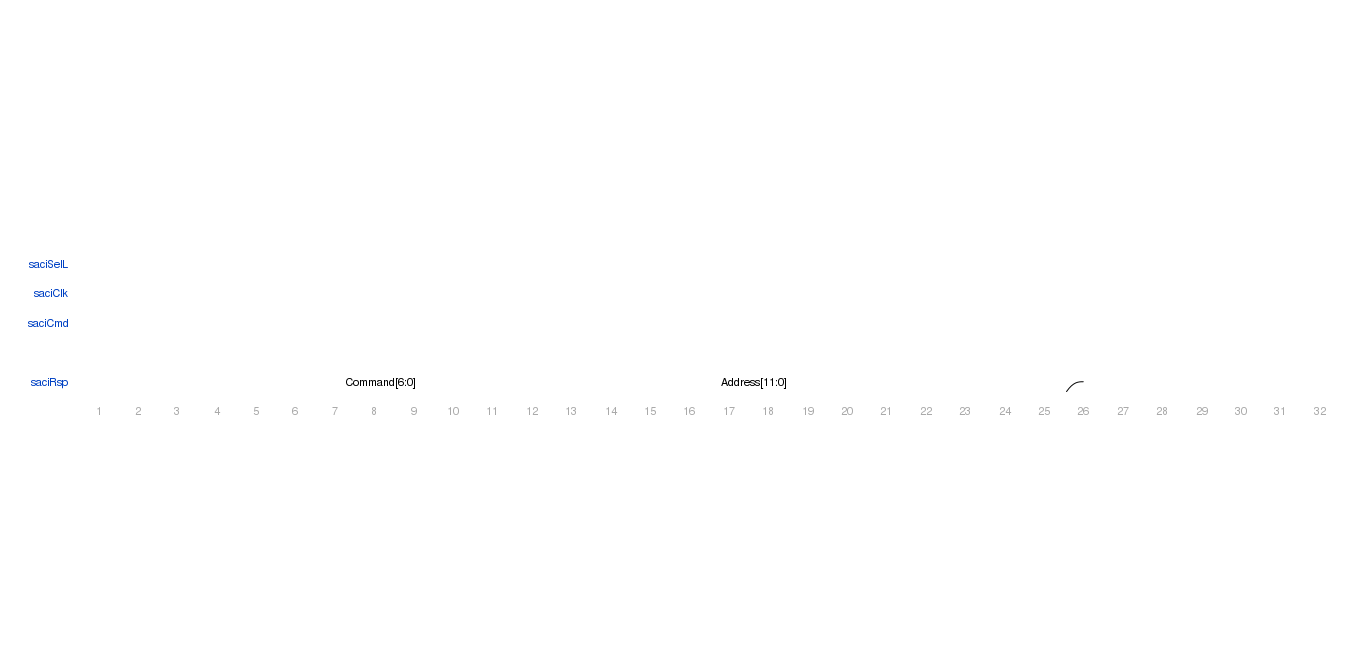 saciSelL
saciClk
saciCmd
saciRsp Command[6:0] Address[11:0]
1 2 3 4 5 6 7 8 9 10 11 12 13 14 15 16 17 18 19 20 21 22 23 24 25 26 27 28 29 30 31 32